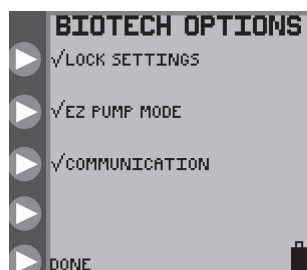 BIOTECH OPTIONS
√LOCK SETTINGS
√EZ PUMP MODE
√COMMUNICATION
DONE